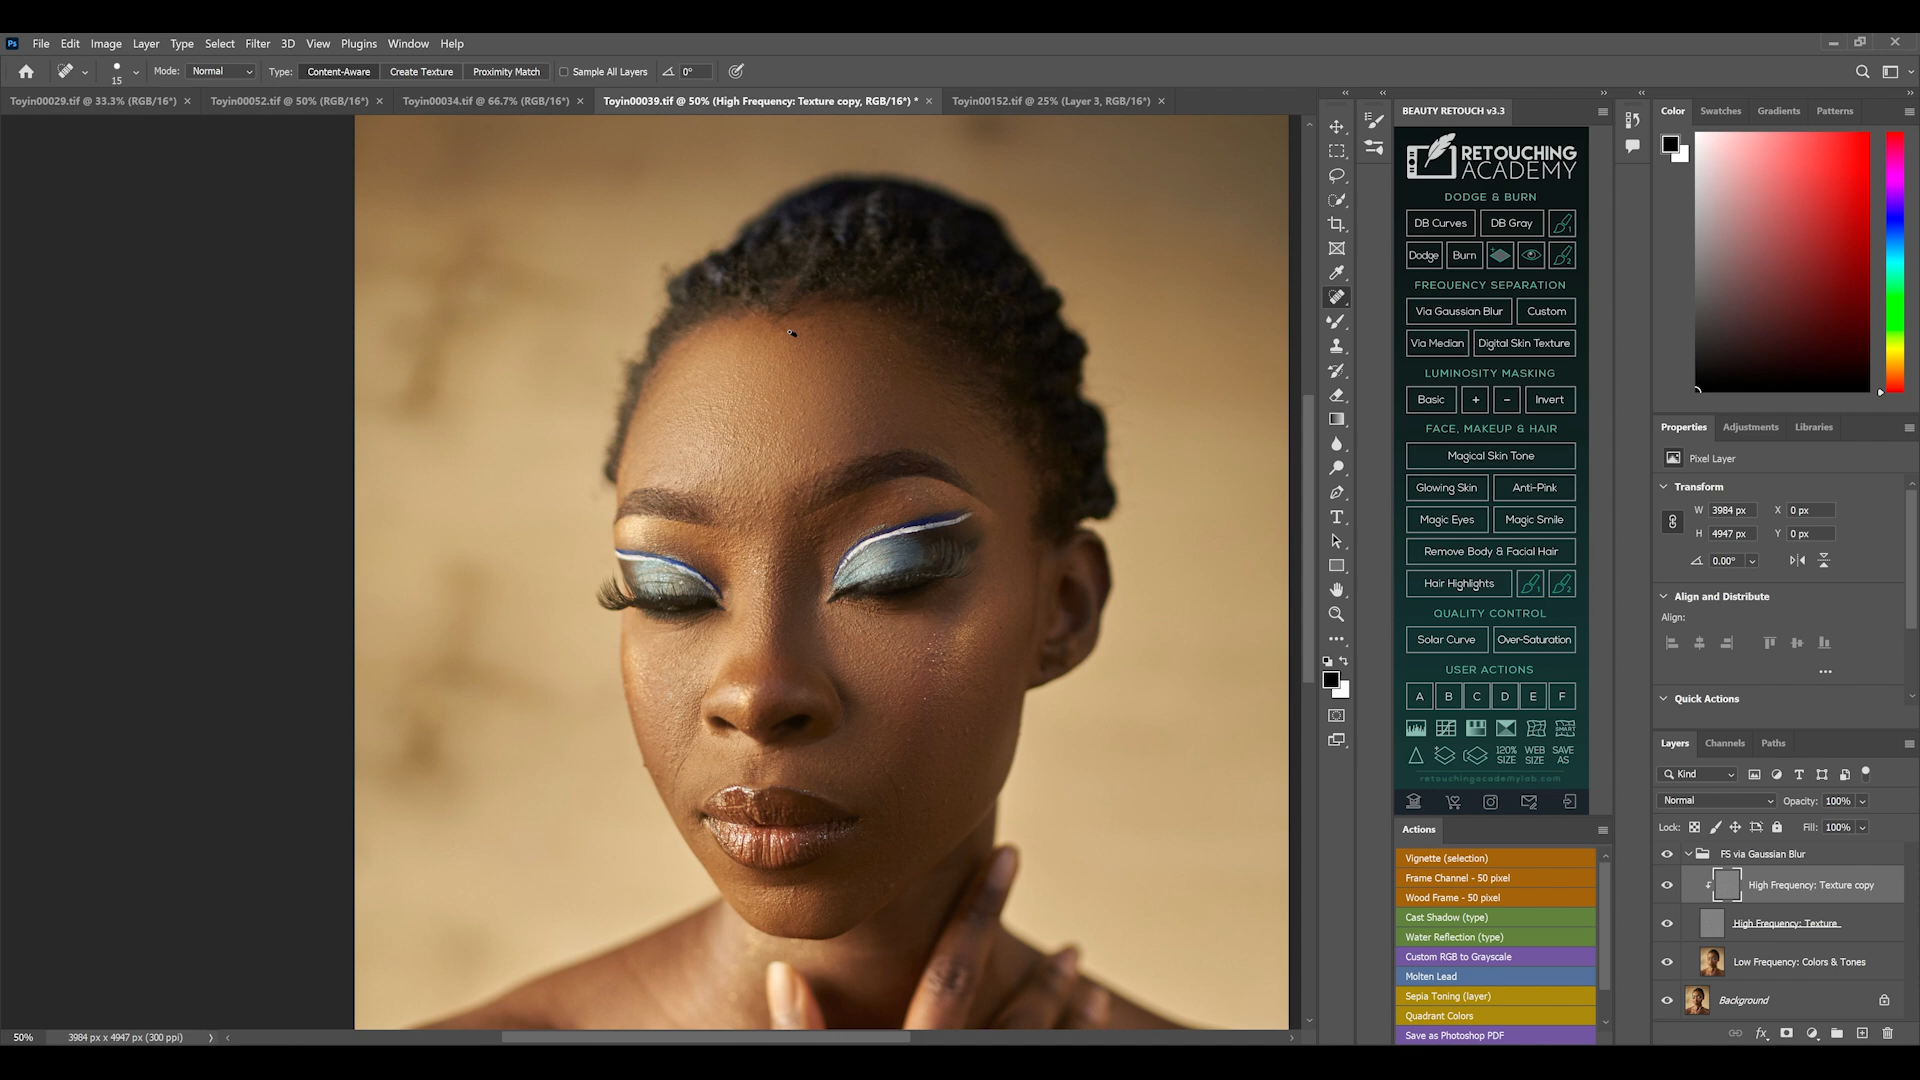 Ps File Edit Image Layer Type Select Filter 3D View Plugins Window Help
15 Mode: Normal Type: Content-Aware Create Texture Proximity Match Sample All Layers 0°
Toyin00029.tif @ 33.3% (RGB/16*) × Toyin00052.tif @ 50% (RGB/16*) × Toyin00034.tif @ 66.7% (RGB/16*) × Toyin00039.tif @ 50% (High Frequency: Texture copy, RGB/16*) * × Toyin00152.tif @ 25% (Layer 3, RGB/16*) ×
BEAUTY RETOUCH v3.3
RETOUCHING
ACADEMY
DODGE & BURN
DB Curves DB Gray 1
Dodge Burn 2
FREQUENCY SEPARATION
Via Gaussian Blur Custom
Via Median Digital Skin Texture
LUMINOSITY MASKING
Basic + − Invert
FACE, MAKEUP & HAIR
Magical Skin Tone
Glowing Skin Anti-Pink
Magic Eyes Magic Smile
Remove Body & Facial Hair
Hair Highlights 1 2
QUALITY CONTROL
Solar Curve Over-Saturation
USER ACTIONS
A B C D E F
SMART
120% SIZE WEB SIZE SAVE AS
retouchingacademylab.com
Actions
Vignette (selection)
Frame Channel - 50 pixel
Wood Frame - 50 pixel
Cast Shadow (type)
Water Reflection (type)
Custom RGB to Grayscale
Molten Lead
Sepia Toning (layer)
Quadrant Colors
Save as Photoshop PDF
Color Swatches Gradients Patterns
Properties Adjustments Libraries
Pixel Layer
Transform
W 3984 px X 0 px
H 4947 px Y 0 px
0.00°
Align and Distribute
Align:
Quick Actions
Layers Channels Paths
Kind
Normal Opacity: 100%
Lock: Fill: 100%
FS via Gaussian Blur
High Frequency: Texture copy
High Frequency: Texture
Low Frequency: Colors & Tones
Background
fx
50% 3984 px x 4947 px (300 ppi)